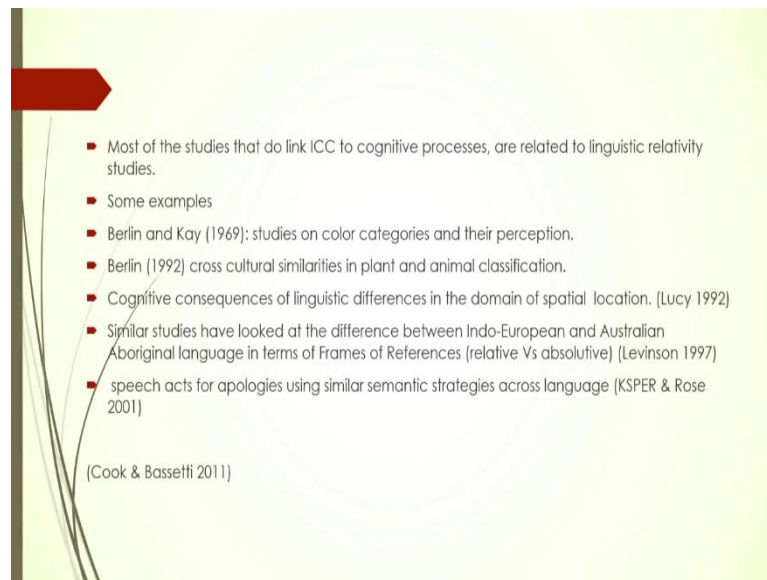 Most of the studies that do link ICC to cognitive processes, are related to linguistic relativity
studies.
Some examples
Berlin and Kay (1969): studies on color categories and their perception.
Berlin (1992) cross cultural similarities in plant and animal classification.
Cognitive consequences of linguistic differences in the domain of spatial location. (Lucy 1992)
Similar studies have looked at the difference between Indo-European and Australian
Aboriginal language in terms of Frames of References (relative Vs absolutive) (Levinson 1997)
speech acts for apologies using similar semantic strategies across language (KSPER & Rose
2001)
(Cook & Bassetti 2011)